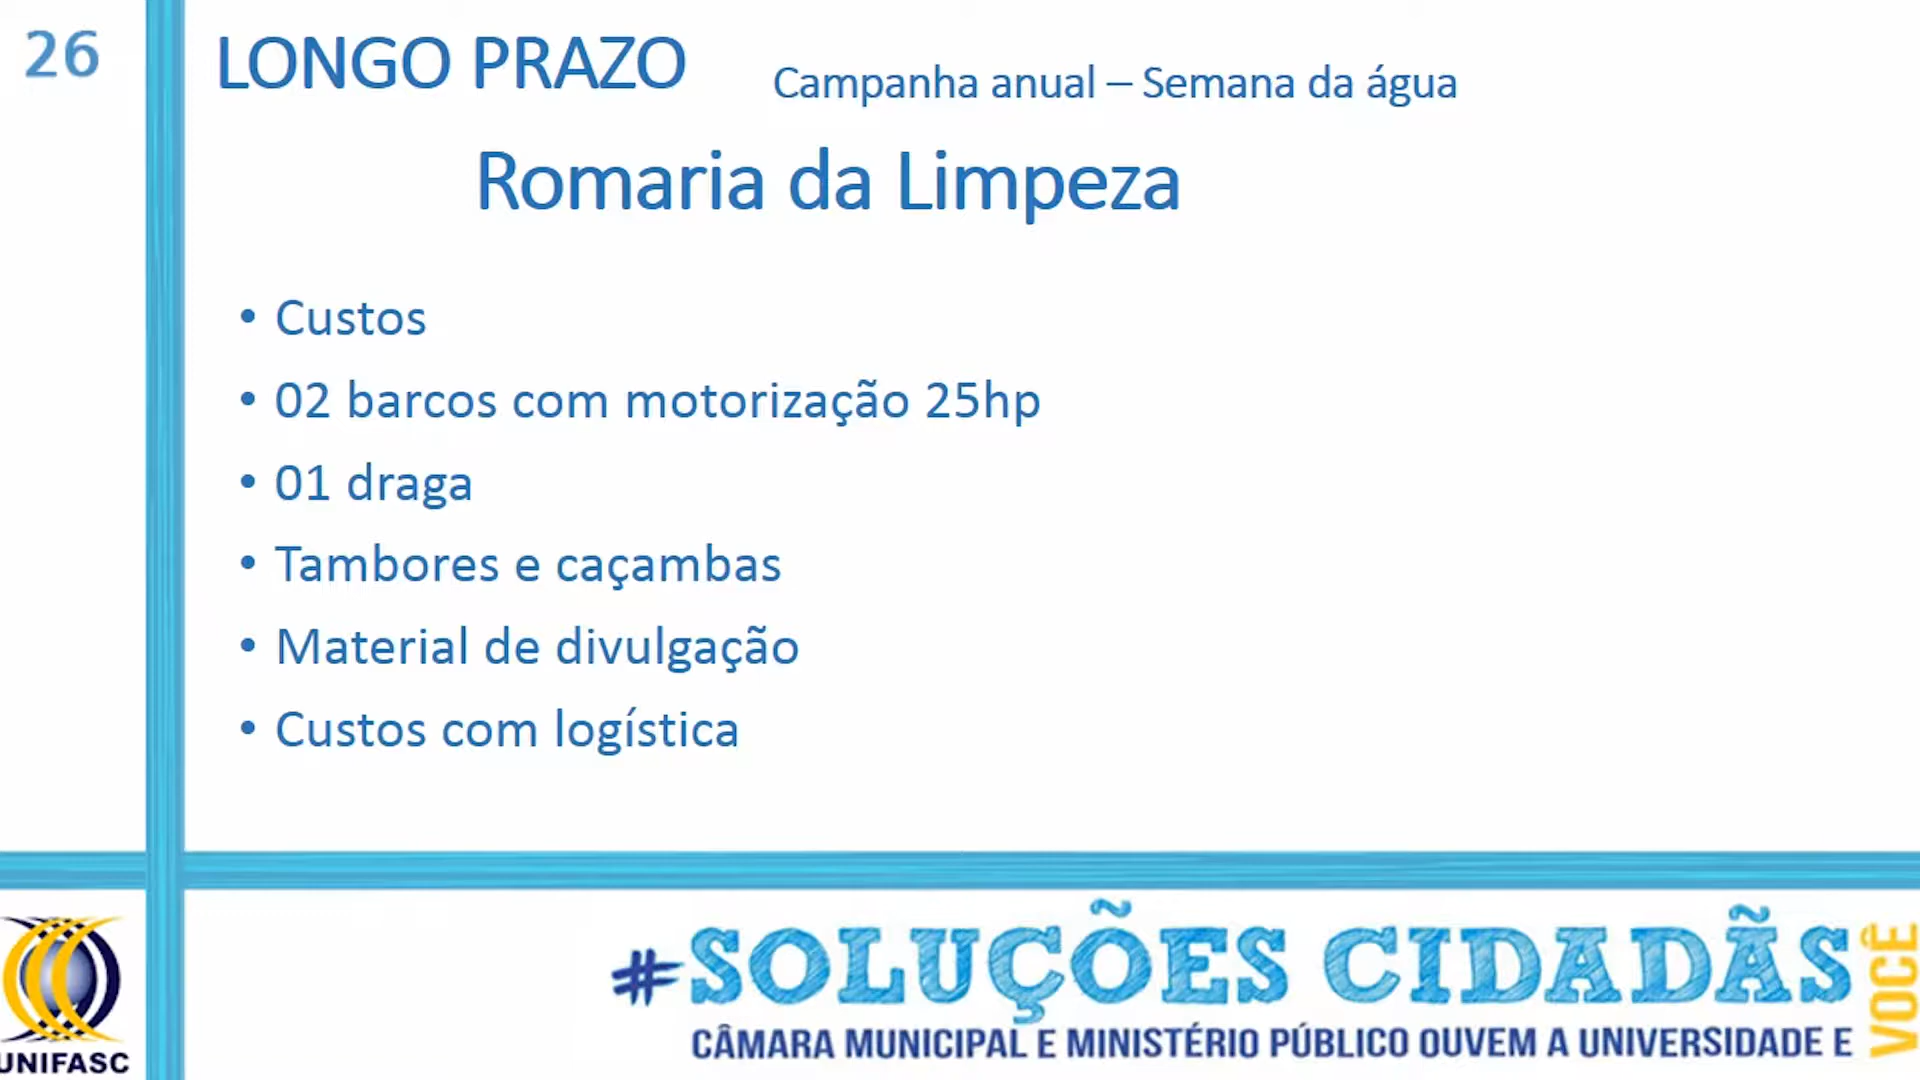 26
LONGO PRAZO
Campanha anual – Semana da água
Romaria da Limpeza
• Custos
• 02 barcos com motorização 25hp
• 01 draga
• Tambores e caçambas
• Material de divulgação
• Custos com logística
UNIFASC
#SOLUÇÕES CIDADÃS
CÂMARA MUNICIPAL E MINISTÉRIO PÚBLICO OUVEM A UNIVERSIDADE E
VOCÊ